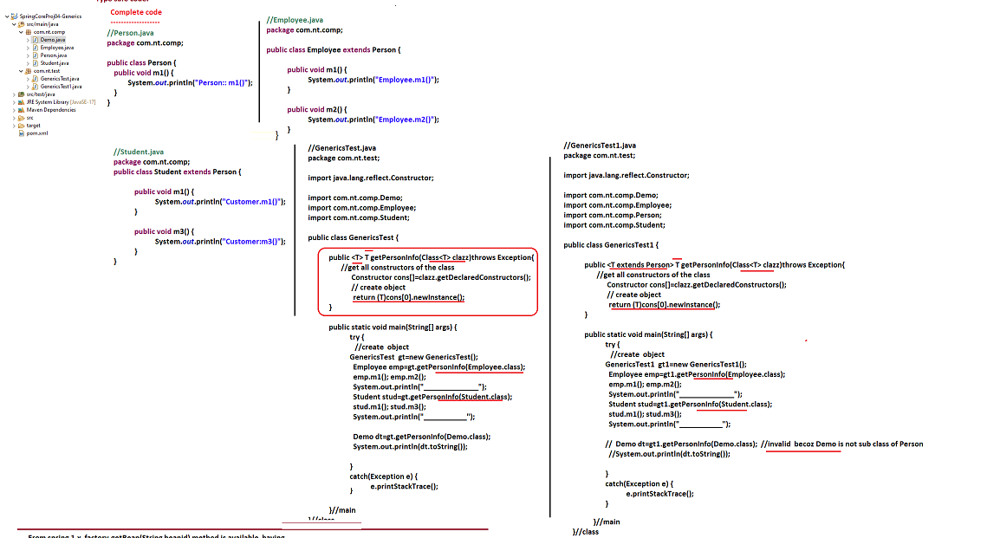 Type safe code:
Complete code
------------------
SpringCoreProj04-Generics
src/main/java
com.nt.comp
Demo.java
Employee.java
Person.java
Student.java
com.nt.test
GenericsTest.java
GenericsTest1.java
src/test/java
JRE System Library [JavaSE-17]
Maven Dependencies
src
target
pom.xml
//Person.java
package com.nt.comp;
public class Person {
public void m1() {
System.out.println("Person:: m1()");
}
}
//Employee.java
package com.nt.comp;
public class Employee extends Person {
public void m1() {
System.out.println("Employee.m1()");
}
public void m2() {
System.out.println("Employee.m2()");
}
}
//Student.java
package com.nt.comp;
public class Student extends Person {
public void m1() {
System.out.println("Customer.m1()");
}
public void m3() {
System.out.println("Customer:m3()");
}
}
//GenericsTest.java
package com.nt.test;
import java.lang.reflect.Constructor;
import com.nt.comp.Demo;
import com.nt.comp.Employee;
import com.nt.comp.Student;
public class GenericsTest {
public <T> T getPersonInfo(Class<T> clazz)throws Exception{
//get all constructors of the class
Constructor cons[]=clazz.getDeclaredConstructors();
// create object
return (T)cons[0].newInstance();
}
public static void main(String[] args) {
try {
//create object
GenericsTest gt=new GenericsTest();
Employee emp=gt.getPersonInfo(Employee.class);
emp.m1(); emp.m2();
System.out.println("_______________");
Student stud=gt.getPersonInfo(Student.class);
stud.m1(); stud.m3();
System.out.println("____________");
Demo dt=gt.getPersonInfo(Demo.class);
System.out.println(dt.toString());
}
catch(Exception e) {
e.printStackTrace();
}
}//main
}//class
//GenericsTest1.java
package com.nt.test;
import java.lang.reflect.Constructor;
import com.nt.comp.Demo;
import com.nt.comp.Employee;
import com.nt.comp.Person;
import com.nt.comp.Student;
public class GenericsTest1 {
public <T extends Person> T getPersonInfo(Class<T> clazz)throws Exception{
//get all constructors of the class
Constructor cons[]=clazz.getDeclaredConstructors();
// create object
return (T)cons[0].newInstance();
}
public static void main(String[] args) {
try {
//create object
GenericsTest1 gt1=new GenericsTest1();
Employee emp=gt1.getPersonInfo(Employee.class);
emp.m1(); emp.m2();
System.out.println("_______________");
Student stud=gt1.getPersonInfo(Student.class);
stud.m1(); stud.m3();
System.out.println("____________");
// Demo dt=gt1.getPersonInfo(Demo.class); //invalid becoz Demo is not sub class of Person
//System.out.println(dt.toString());
}
catch(Exception e) {
e.printStackTrace();
}
}//main
}//class
From spring 1.x factory.getBean(String beanid) method is available having